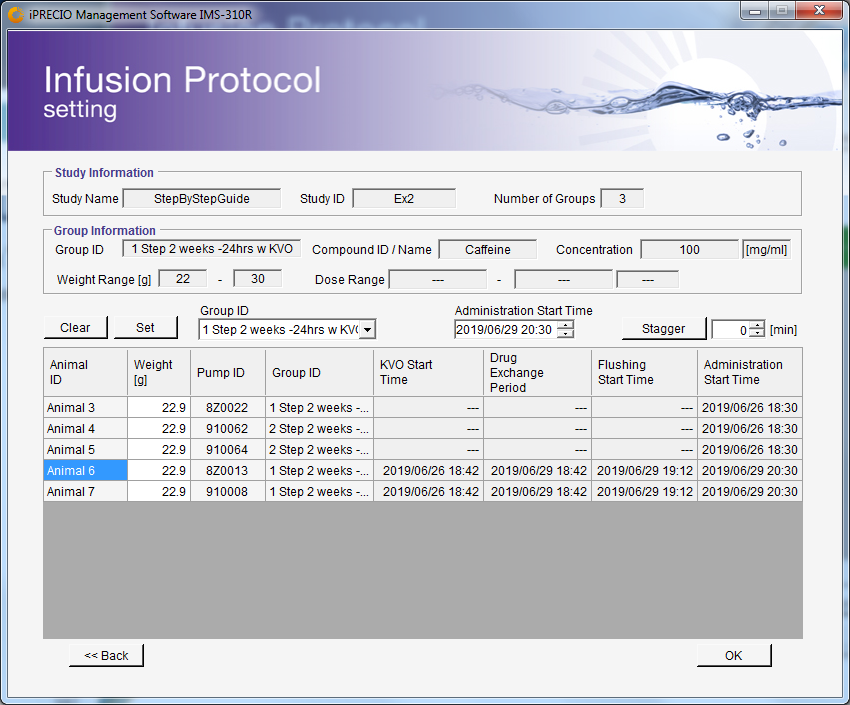 iPRECIO Management Software IMS-310R
Infusion Protocol
setting
Study Information
Study Name StepByStepGuide Study ID Ex2 Number of Groups 3
Group Information
Group ID 1 Step 2 weeks -24hrs w KVO Compound ID / Name Caffeine Concentration 100 [mg/ml]
Weight Range [g] 22 - 30 Dose Range --- - --- ---
Group ID Administration Start Time
Clear Set 1 Step 2 weeks -24hrs w KV 2019/06/29 20:30 Stagger 0 [min]
Animal ID Weight [g] Pump ID Group ID KVO Start Time Drug Exchange Period Flushing Start Time Administration Start Time
Animal 3 22.9 8Z0022 1 Step 2 weeks -... --- --- --- 2019/06/26 18:30
Animal 4 22.9 910062 2 Step 2 weeks -... --- --- --- 2019/06/26 18:30
Animal 5 22.9 910064 2 Step 2 weeks -... --- --- --- 2019/06/26 18:30
Animal 6 22.9 8Z0013 1 Step 2 weeks -... 2019/06/26 18:42 2019/06/29 18:42 2019/06/29 19:12 2019/06/29 20:30
Animal 7 22.9 910008 1 Step 2 weeks -... 2019/06/26 18:42 2019/06/29 18:42 2019/06/29 19:12 2019/06/29 20:30
<< Back OK